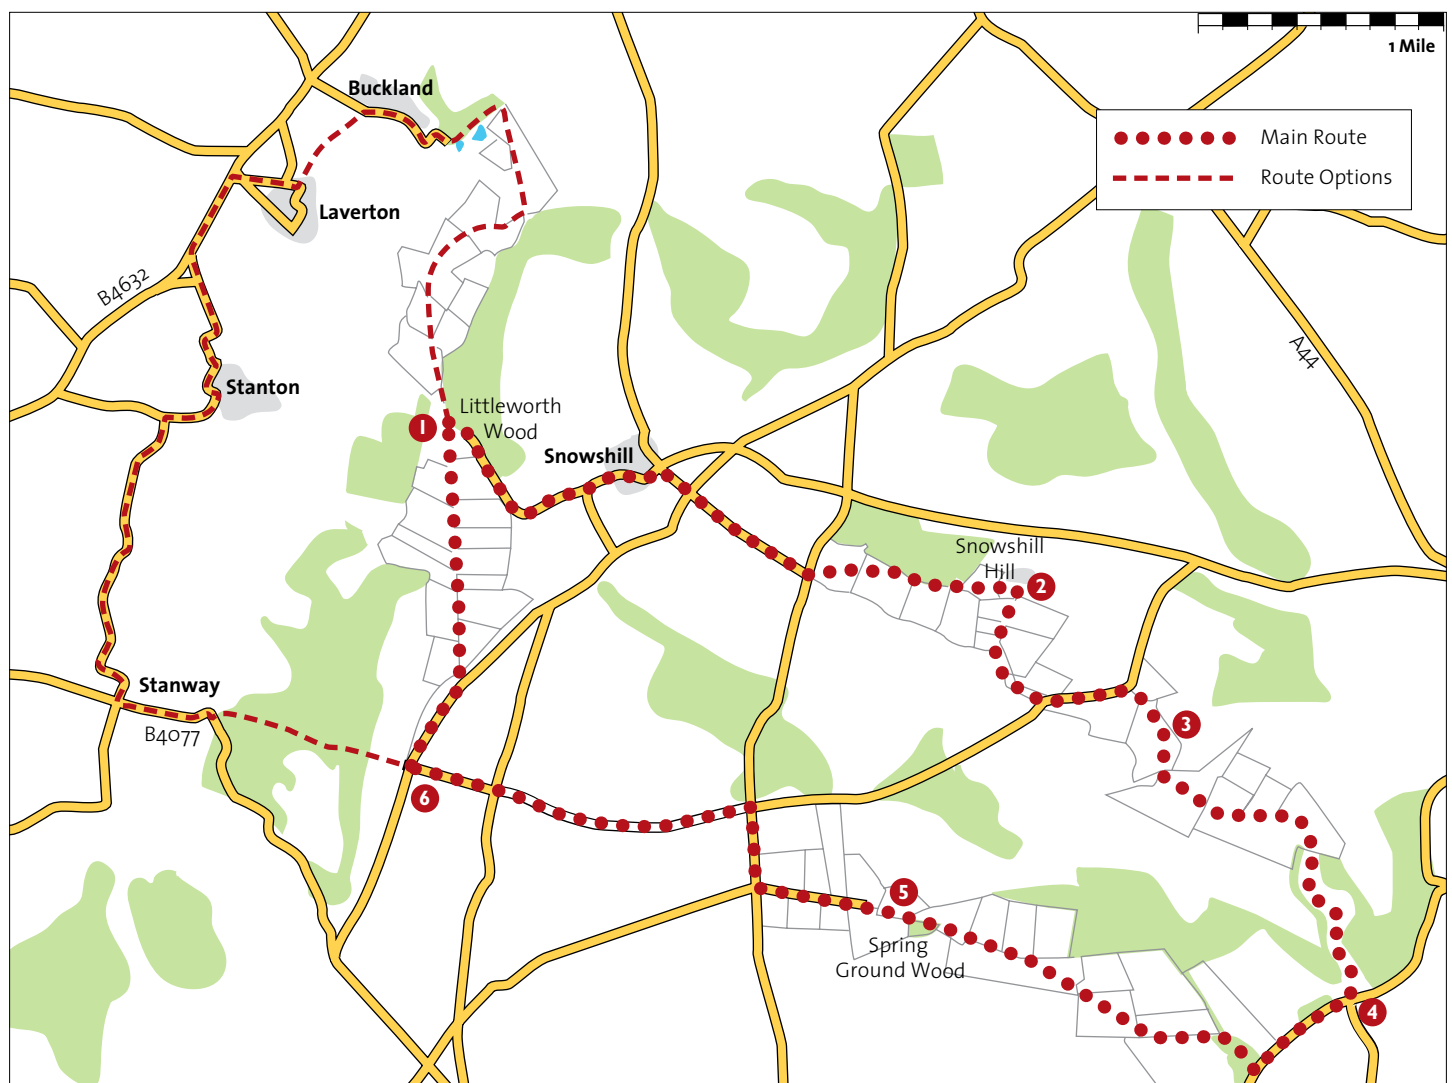 1 Mile
Buckland
Main Route
Route Options
Laverton
B4632
A44
Stanton
Littleworth
Wood
1
Snowshill
Snowshill
Hill
2
Stanway
B4077
3
6
5
Spring
Ground Wood
4